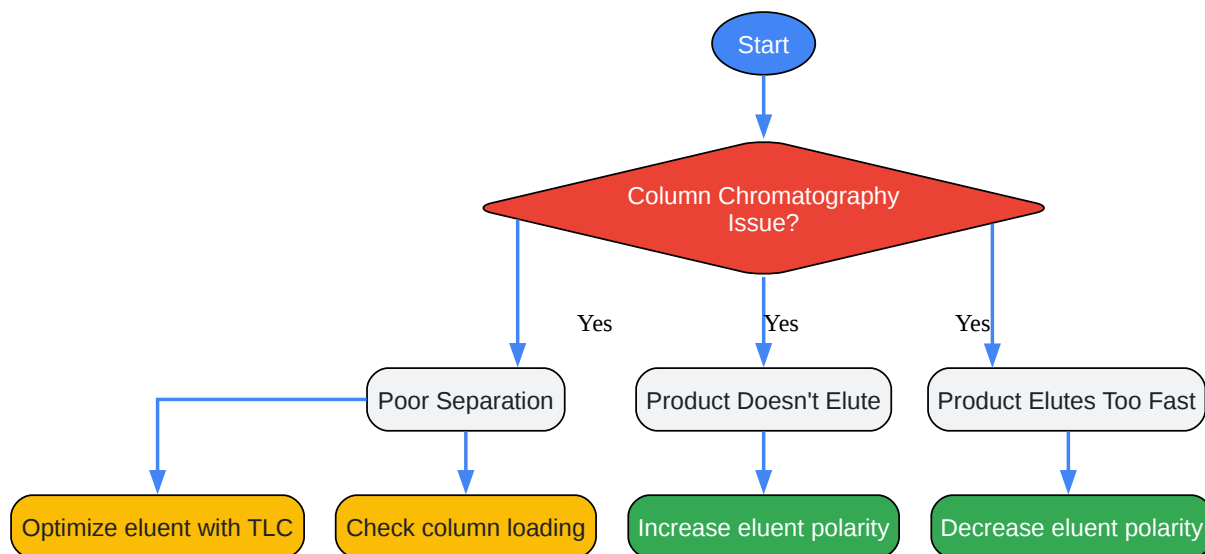 Start
Column Chromatography
Issue?
Yes
Yes
Yes
Poor Separation
Product Doesn't Elute
Product Elutes Too Fast
Optimize eluent with TLC
Check column loading
Increase eluent polarity
Decrease eluent polarity